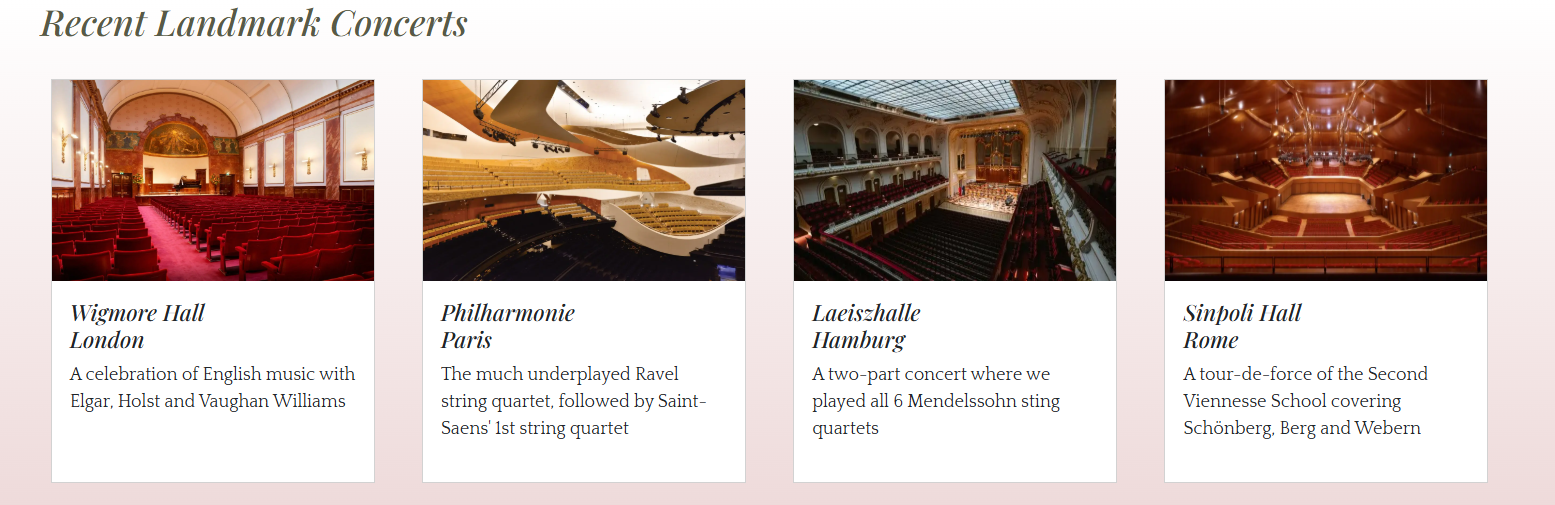 Recent Landmark Concerts
Wigmore Hall
London
A celebration of English music with
Elgar, Holst and Vaughan Williams
Philharmonie
Paris
The much underplayed Ravel
string quartet, followed by Saint-
Saens' 1st string quartet
Laeiszhalle
Hamburg
A two-part concert where we
played all 6 Mendelssohn sting
quartets
Sinpoli Hall
Rome
A tour-de-force of the Second
Viennesse School covering
Schönberg, Berg and Webern